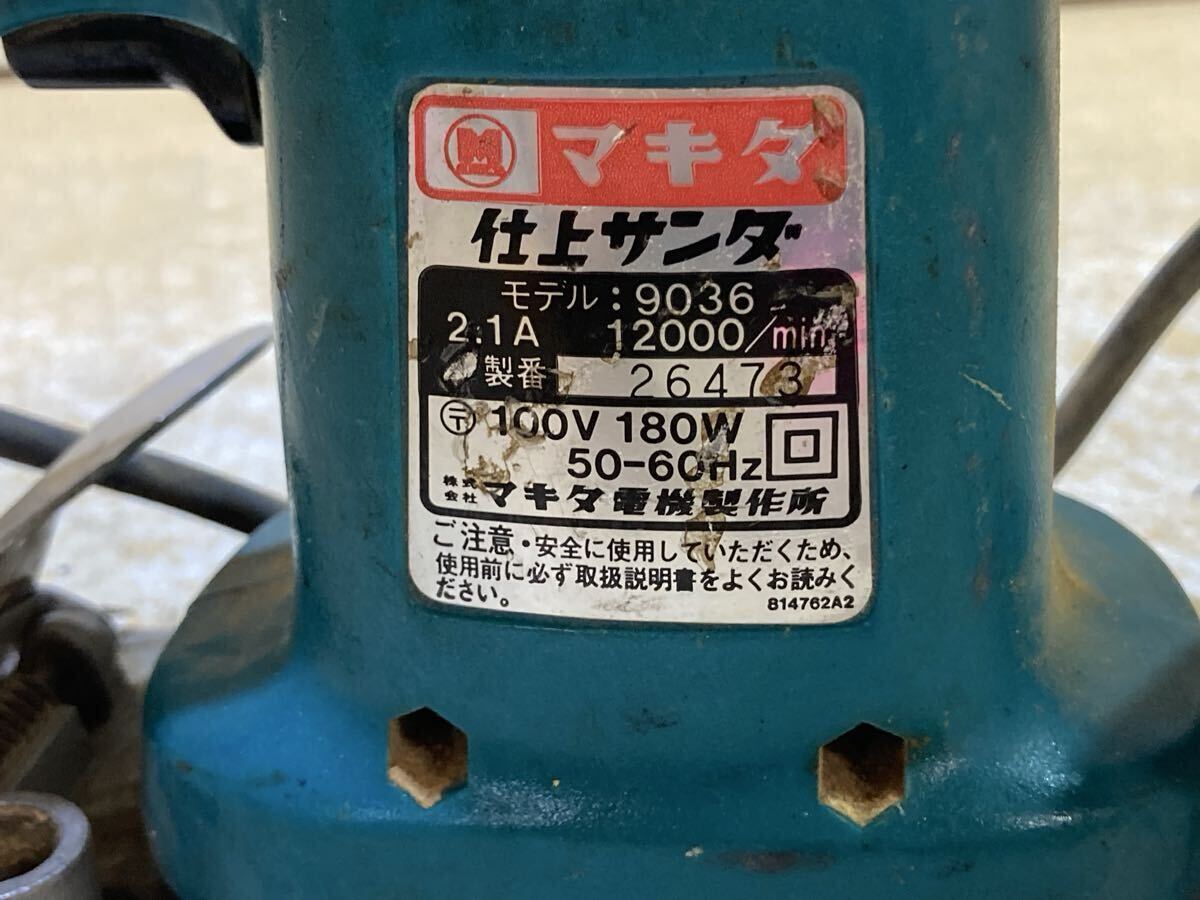 M マキタ
仕上サンダ
モデル:9036
2.1A 12000/min
製番 26473
〒 100V 180W
50-60Hz
株式会社 マキタ電機製作所
ご注意・安全に使用していただくため、
使用前に必ず取扱説明書をよくお読みく
ださい。
814762A2